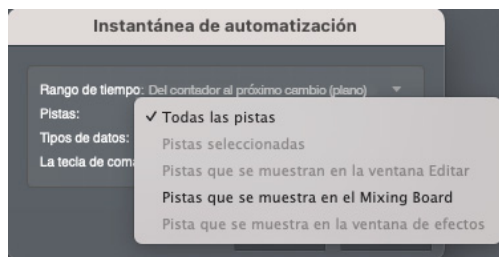 Instantánea de automatización
Rango de tiempo: Del contador al próximo cambio (plano)
Pistas:
✓ Todas las pistas
Tipos de datos:
Pistas seleccionadas
La tecla de com
Pistas que se muestran en la ventana Editar
Pistas que se muestra en el Mixing Board
Pista que se muestra en la ventana de efectos